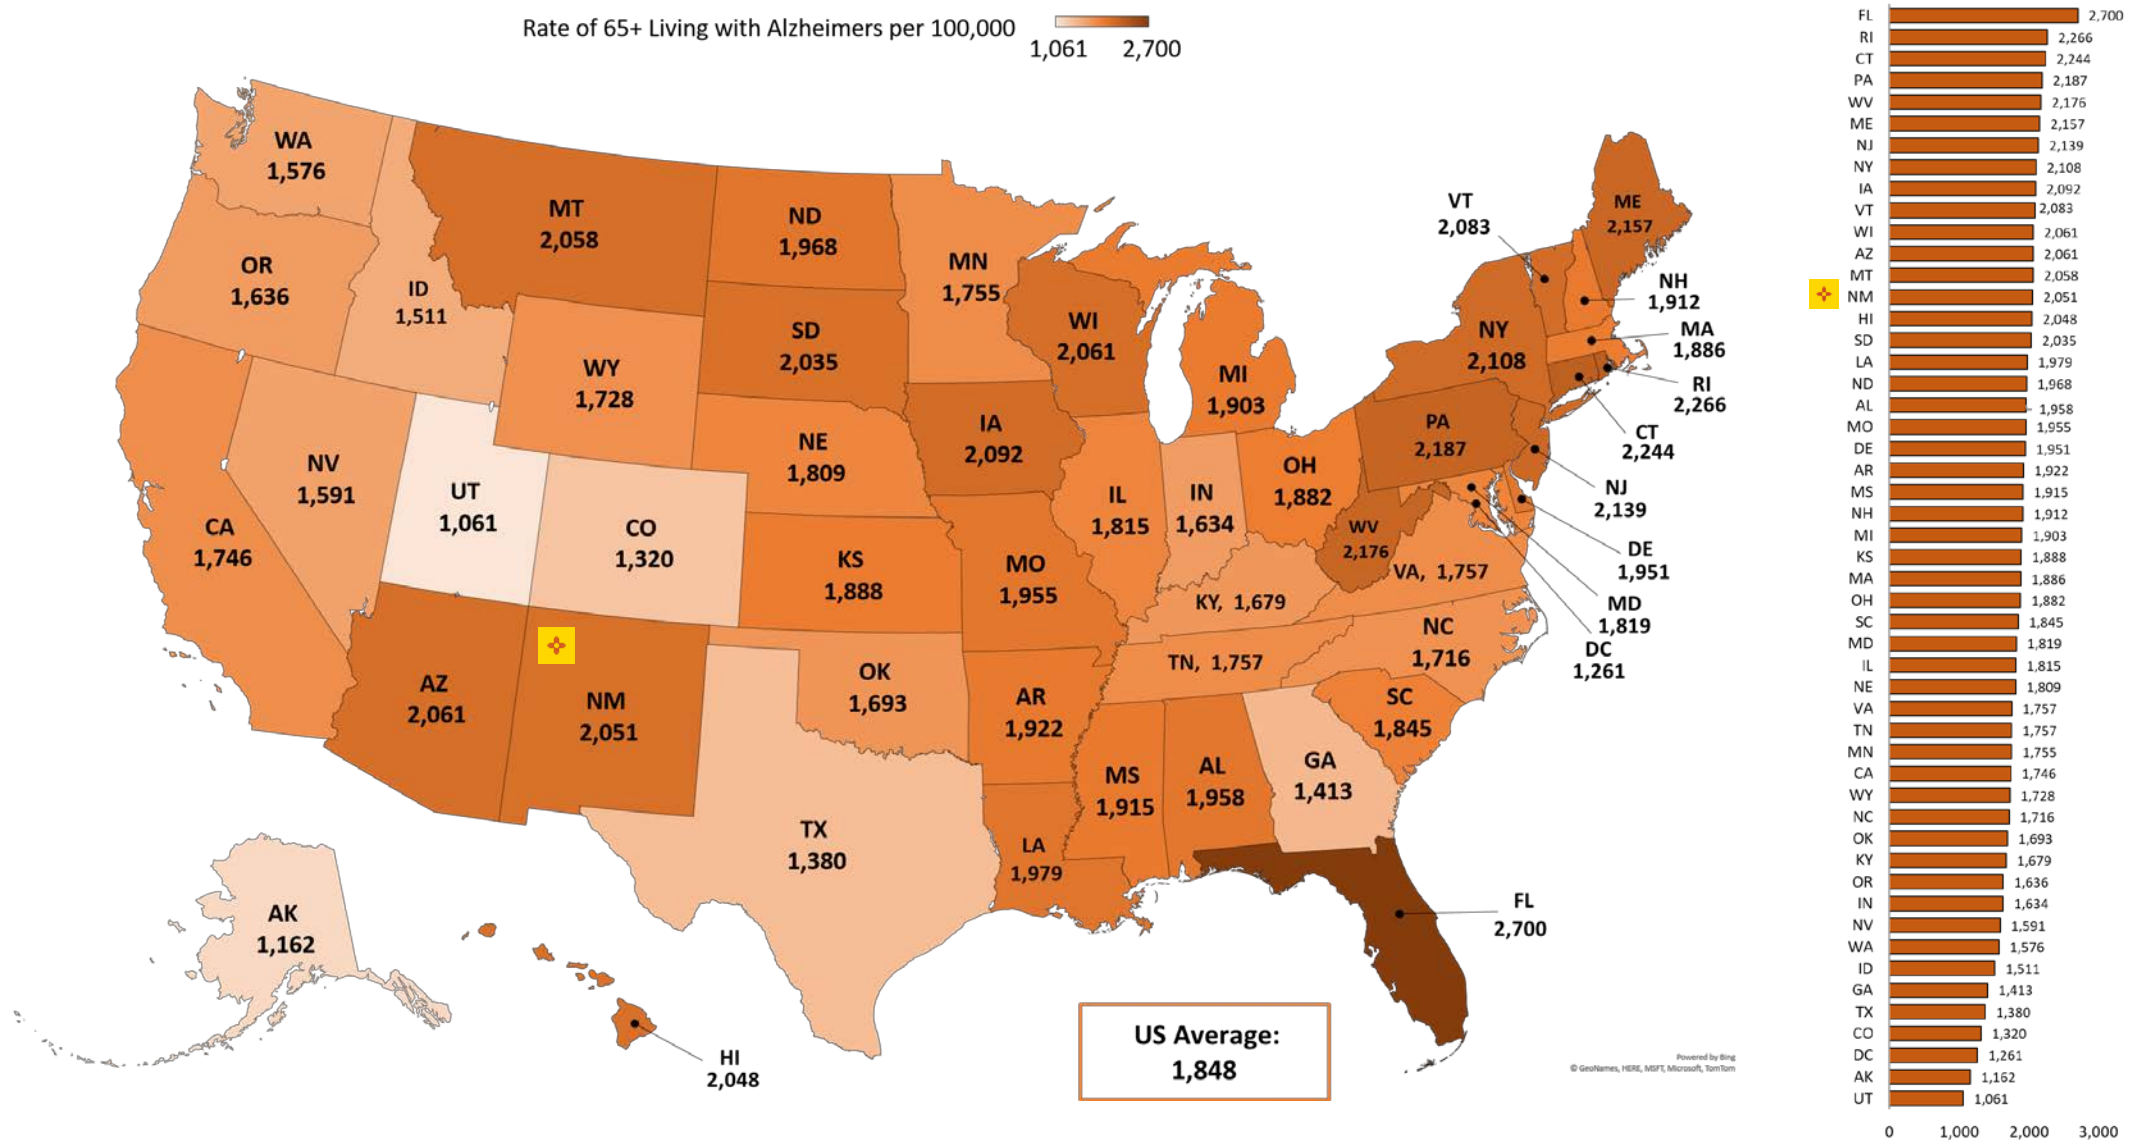 Rate of 65+ Living with Alzheimers per 100,000
1,061 2,700
WA
1,576
OR
1,636
ID
1,511
MT
2,058
ND
1,968
MN
1,755
WY
1,728
SD
2,035
WI
2,061
MI
1,903
NY
2,108
VT
2,083
ME
2,157
NH
1,912
MA
1,886
RI
2,266
CT
2,244
NJ
2,139
DE
1,951
MD
1,819
DC
1,261
PA
2,187
CA
1,746
NV
1,591
UT
1,061
CO
1,320
NE
1,809
IA
2,092
KS
1,888
MO
1,955
IL
1,815
IN
1,634
OH
1,882
WV
2,176
VA, 1,757
KY, 1,679
TN, 1,757
NC
1,716
SC
1,845
AZ
2,061
NM
2,051
OK
1,693
AR
1,922
TX
1,380
LA
1,979
MS
1,915
AL
1,958
GA
1,413
FL
2,700
AK
1,162
HI
2,048
US Average:
1,848
Powered by Bing
© GeoNames, HERE, MSFT, Microsoft, TomTom
FL 2,700
RI 2,266
CT 2,244
PA 2,187
WV 2,176
ME 2,157
NJ 2,139
NY 2,108
IA 2,092
VT 2,083
WI 2,061
AZ 2,061
MT 2,058
NM 2,051
HI 2,048
SD 2,035
LA 1,979
ND 1,968
AL 1,958
MO 1,955
DE 1,951
AR 1,922
MS 1,915
NH 1,912
MI 1,903
KS 1,888
MA 1,886
OH 1,882
SC 1,845
MD 1,819
IL 1,815
NE 1,809
VA 1,757
TN 1,757
MN 1,755
CA 1,746
WY 1,728
NC 1,716
OK 1,693
KY 1,679
OR 1,636
IN 1,634
NV 1,591
WA 1,576
ID 1,511
GA 1,413
TX 1,380
CO 1,320
DC 1,261
AK 1,162
UT 1,061
0 1,000 2,000 3,000